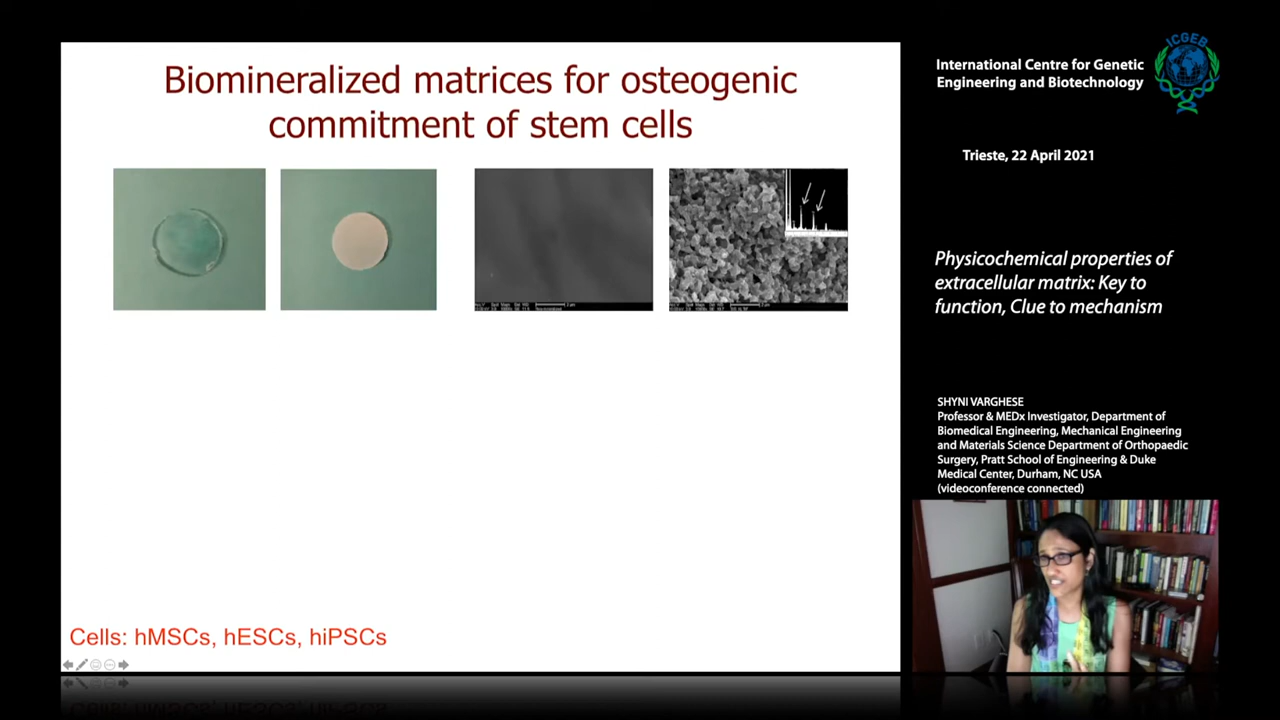 Biomineralized matrices for osteogenic
commitment of stem cells
Cells: hMSCs, hESCs, hiPSCs
International Centre for Genetic
Engineering and Biotechnology
ICGEB
Trieste, 22 April 2021
Physicochemical properties of
extracellular matrix: Key to
function, Clue to mechanism
SHYNI VARGHESE
Professor & MEDx Investigator, Department of
Biomedical Engineering, Mechanical Engineering
and Materials Science Department of Orthopaedic
Surgery, Pratt School of Engineering & Duke
Medical Center, Durham, NC USA
(videoconference connected)